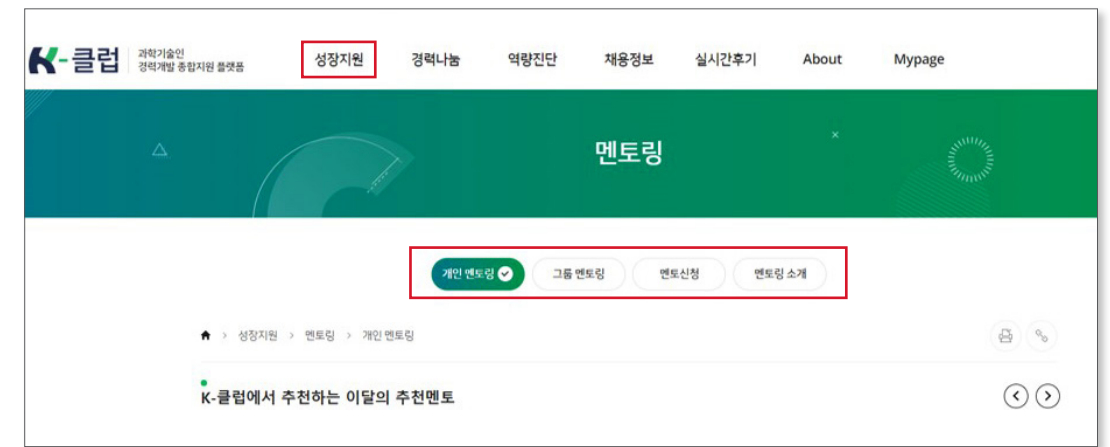 K-클럽
과학기술인
경력개발 종합지원 플랫폼
성장지원 경력나눔 역량진단 채용정보 실시간후기 About Mypage
멘토링
개인 멘토링 그룹 멘토링 멘토신청 멘토링 소개
> 성장지원 > 멘토링 > 개인 멘토링
K-클럽에서 추천하는 이달의 추천멘토